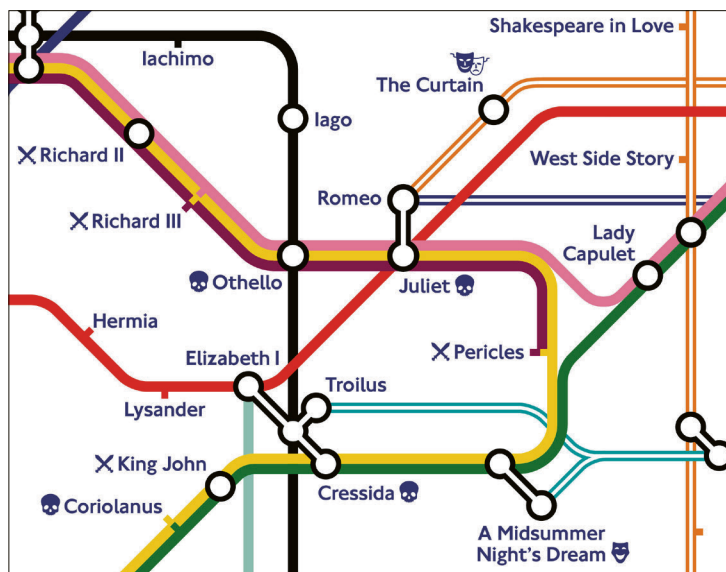 Shakespeare in Love
Iachimo
The Curtain
Iago
Richard II
West Side Story
Romeo
Richard III
Lady
Capulet
Othello
Juliet
Hermia
Pericles
Elizabeth I
Troilus
Lysander
King John
Cressida
Coriolanus
A Midsummer
Night's Dream